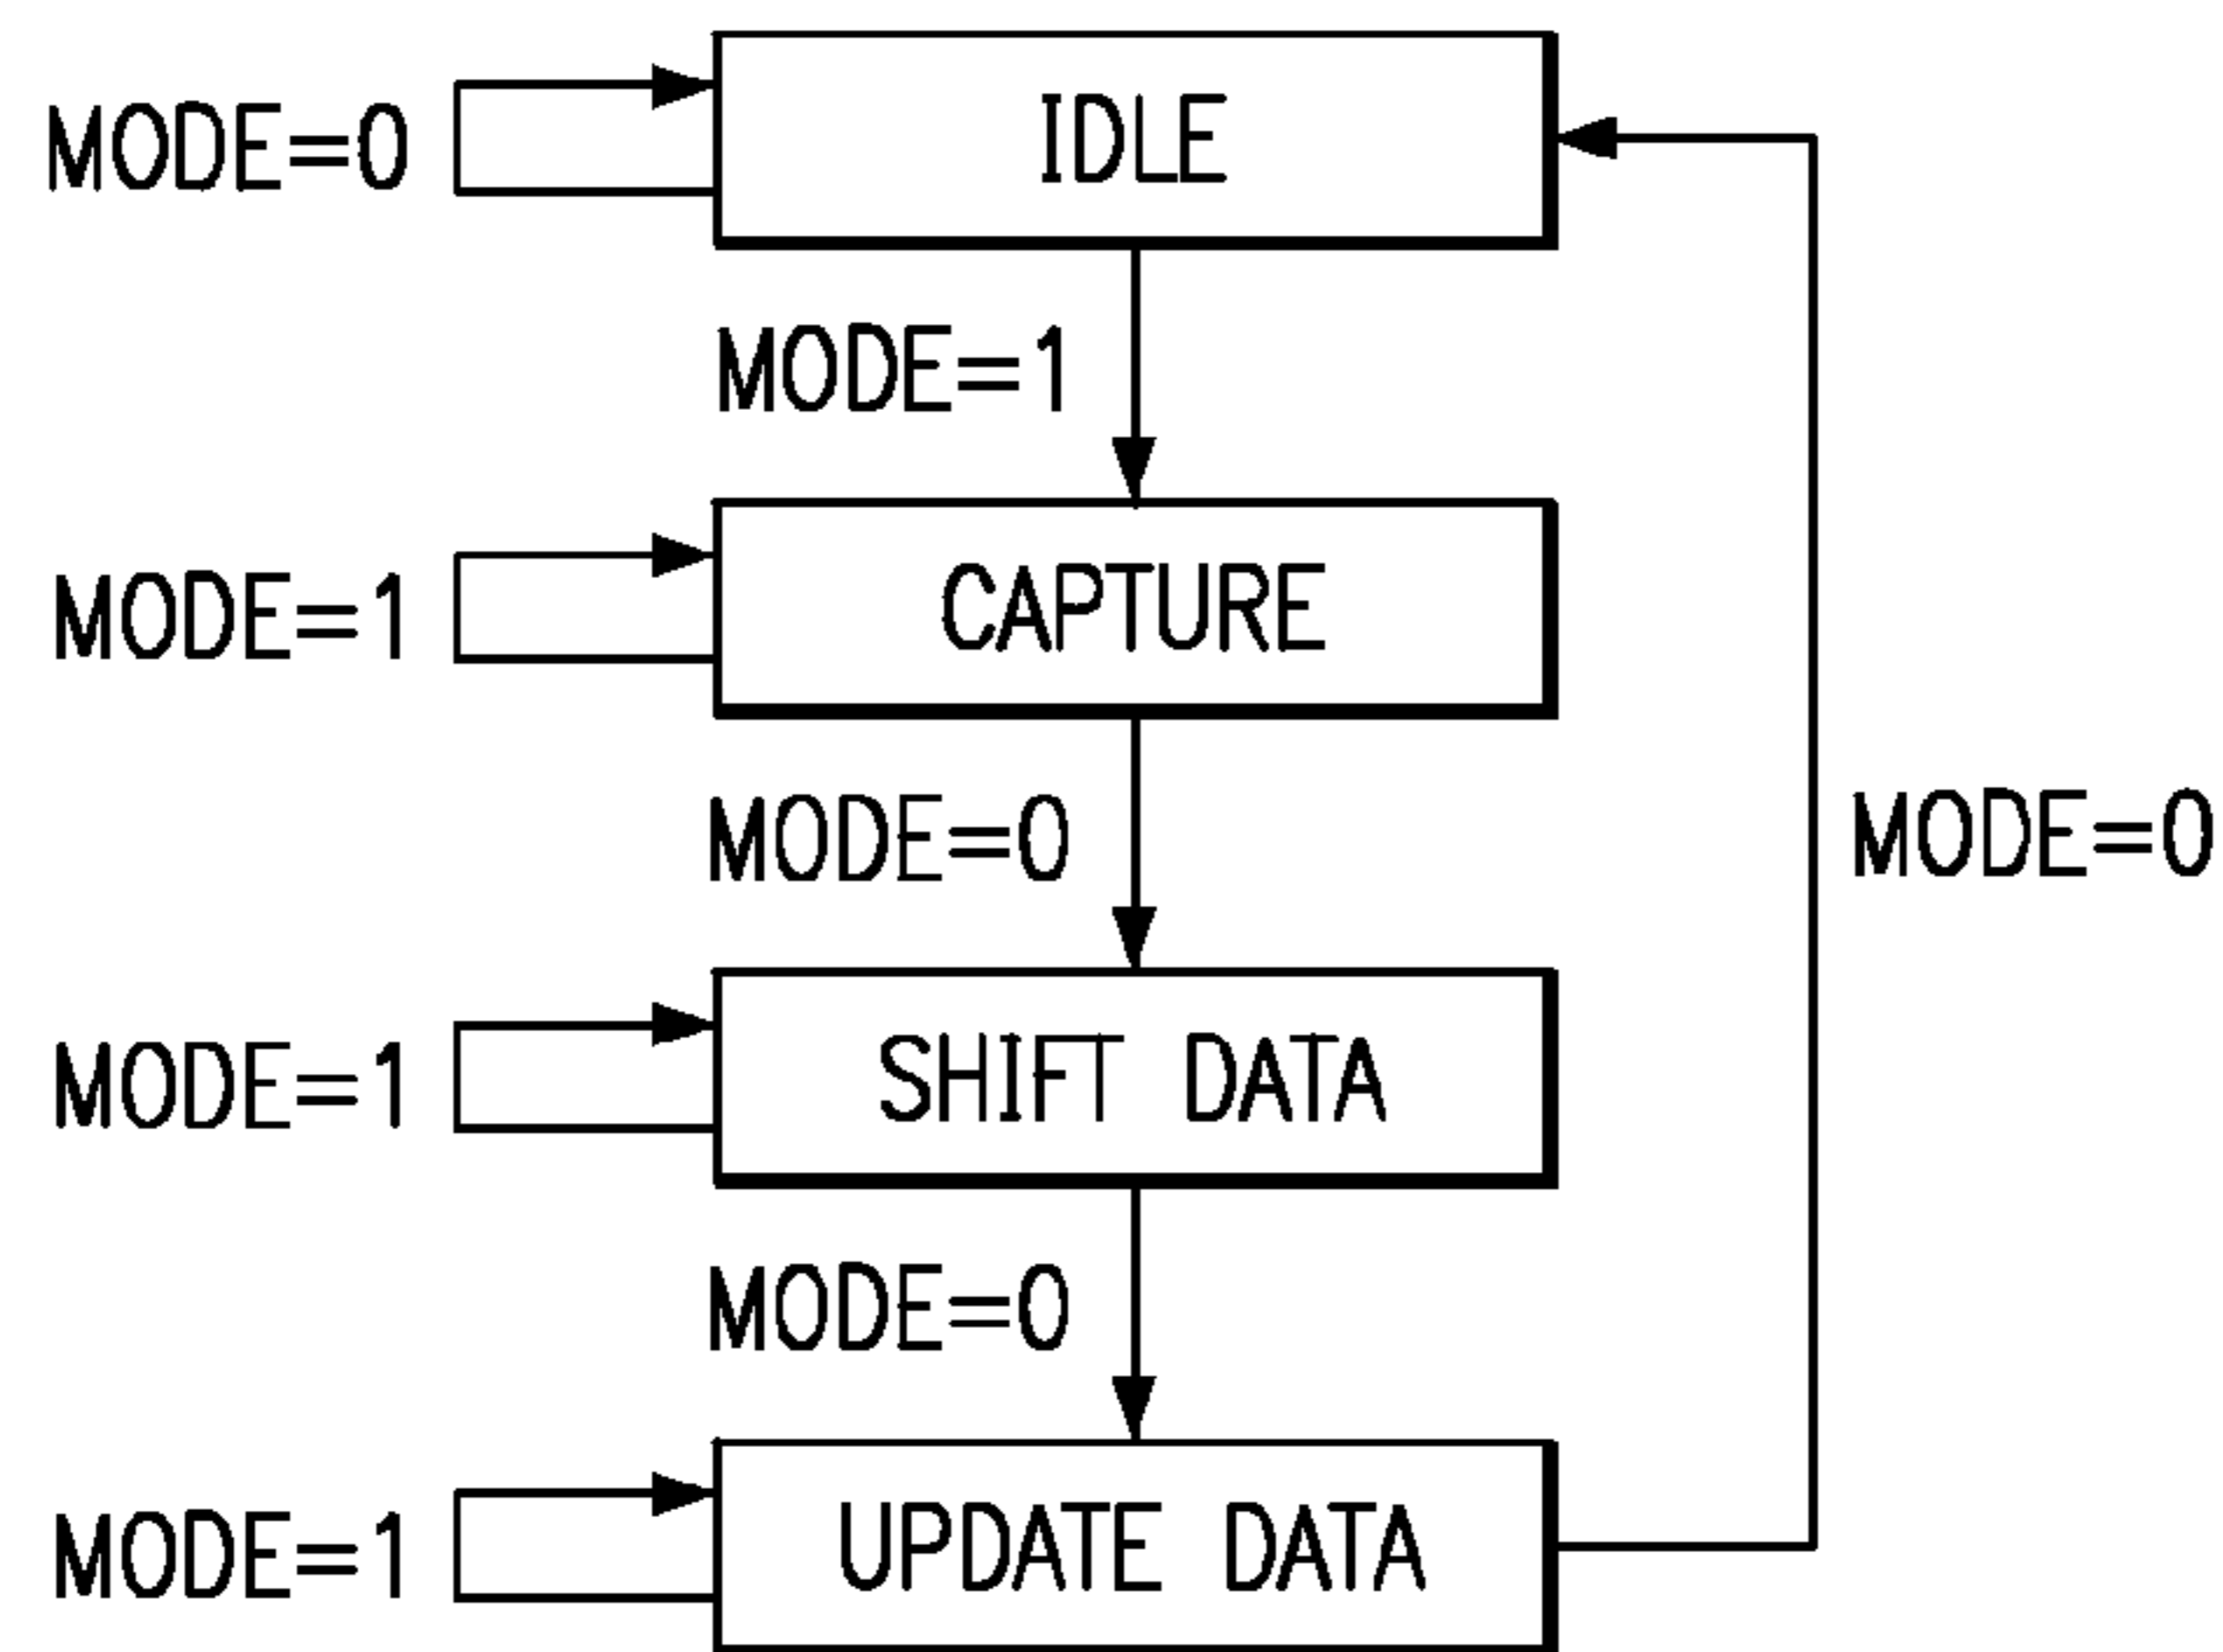 IDLE
MODE=0
MODE=1
CAPTURE
MODE=1
MODE=0
MODE=0
SHIFT DATA
MODE=1
MODE=0
UPDATE DATA
MODE=1